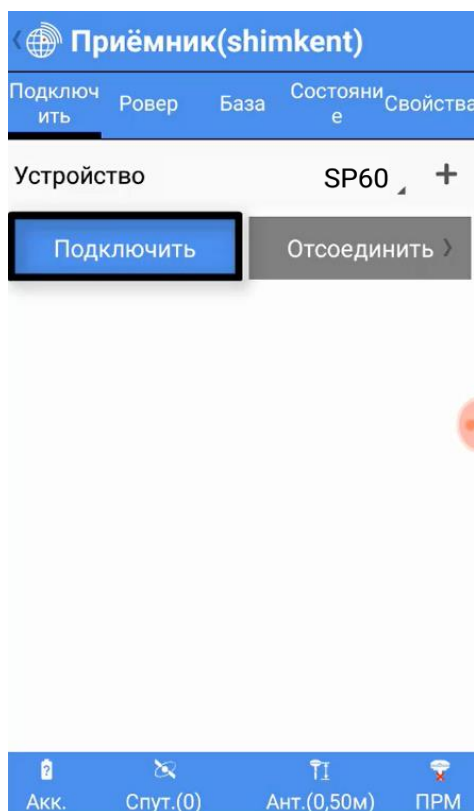 Приёмник(shimkent)
Подключ
ить
Ровер
База
Состояни
е
Свойства
Устройство
SP60
Подключить
Отсоединить
Акк.
Спут.(0)
Ант.(0,50м)
ПРМ